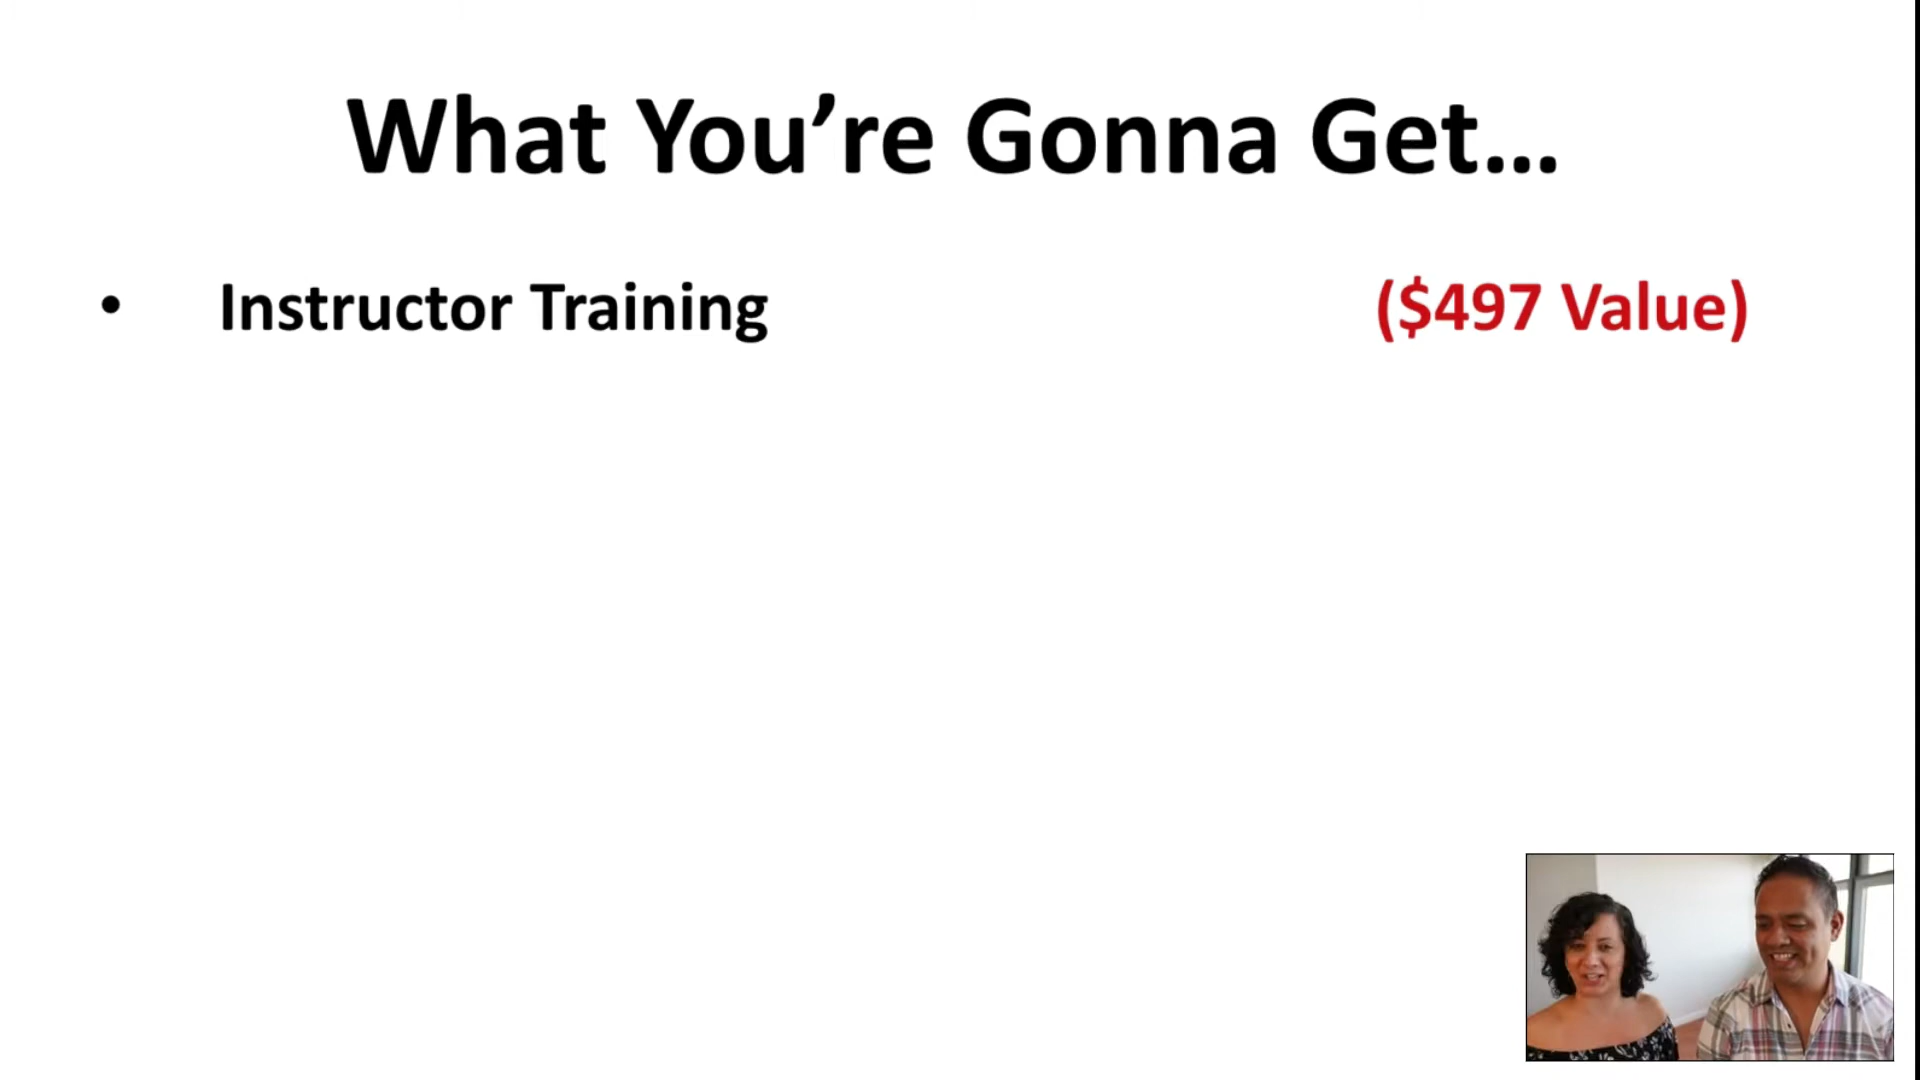 What You’re Gonna Get...
• Instructor Training ($497 Value)